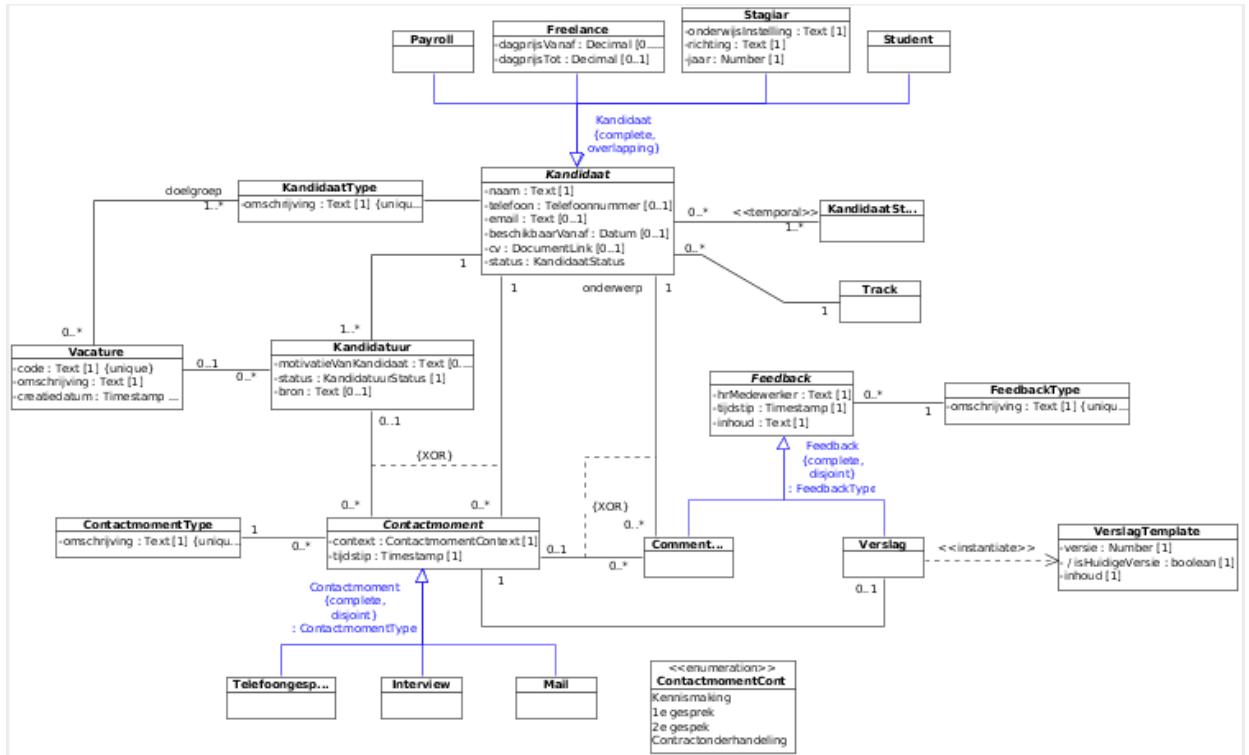 Payroll
Freelance
-dagprijsVanaf : Decimal [0.....
-dagprijsTot : Decimal [0..1]
Stagiar
-onderwijsInstelling : Text [1]
-richting : Text [1]
-jaar : Number [1]
Student
Kandidaat
{complete,
overlapping}
doelgroep
1..*
KandidaatType
-omschrijving : Text [1] {uniqu...
Kandidaat
-naam : Text [1]
-telefoon : Telefoonnummer [0..1]
-email : Text [0..1]
-beschikbaarVanaf : Datum [0..1]
-cv : DocumentLink [0..1]
-status : KandidaatStatus
0..*
<<temporal>>
1..*
KandidaatSt...
0..*
Track
1
1
1
onderwerp
1
0..*
1..*
Vacature
-code : Text [1] {unique}
-omschrijving : Text [1]
-creatiedatum : Timestamp ...
0..1
0..*
Kandidatuur
-motivatieVanKandidaat : Text [0....
-status : KandidatuurStatus [1]
-bron : Text [0..1]
0..1
Feedback
-hrMedewerker : Text [1]
-tijdstip : Timestamp [1]
-inhoud : Text [1]
0..*
1
FeedbackType
-omschrijving : Text [1] {uniqu...
Feedback
{complete,
disjoint}
: FeedbackType
{XOR}
{XOR}
0..*
0..*
0..*
ContactmomentType
-omschrijving : Text [1] {uniqu...
1
0..*
Contactmoment
-context : ContactmomentContext [1]
-tijdstip : Timestamp [1]
0..1
0..*
Comment...
Verslag
<<instantiate>>
VerslagTemplate
-versie : Number [1]
- / isHuidigeVersie : boolean [1]
-inhoud [1]
1
0..1
Contactmoment
{complete,
disjoint}
: ContactmomentType
Telefoongesp...
Interview
Mail
<<enumeration>>
ContactmomentCont
Kennismaking
1e gesprek
2e gespek
Contractonderhandeling